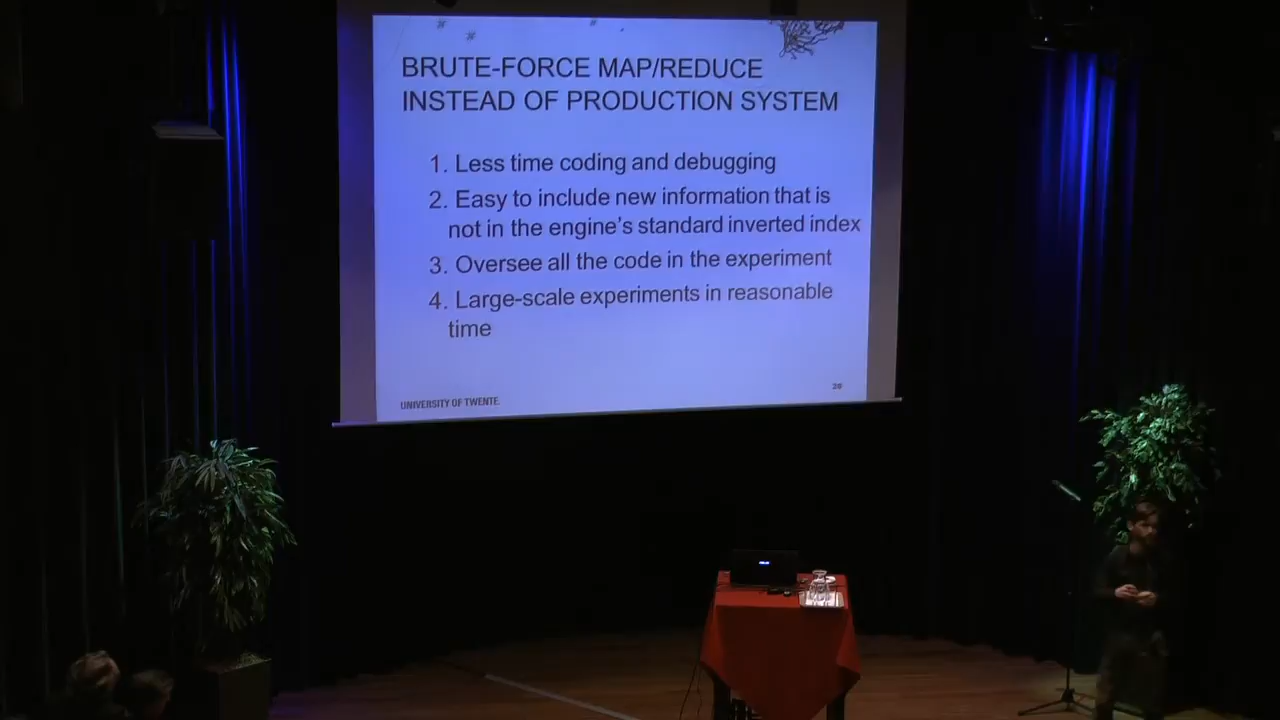 BRUTE-FORCE MAP/REDUCE
INSTEAD OF PRODUCTION SYSTEM
1. Less time coding and debugging
2. Easy to include new information that is
not in the engine's standard inverted index
3. Oversee all the code in the experiment
4. Large-scale experiments in reasonable
time
UNIVERSITY OF TWENTE.